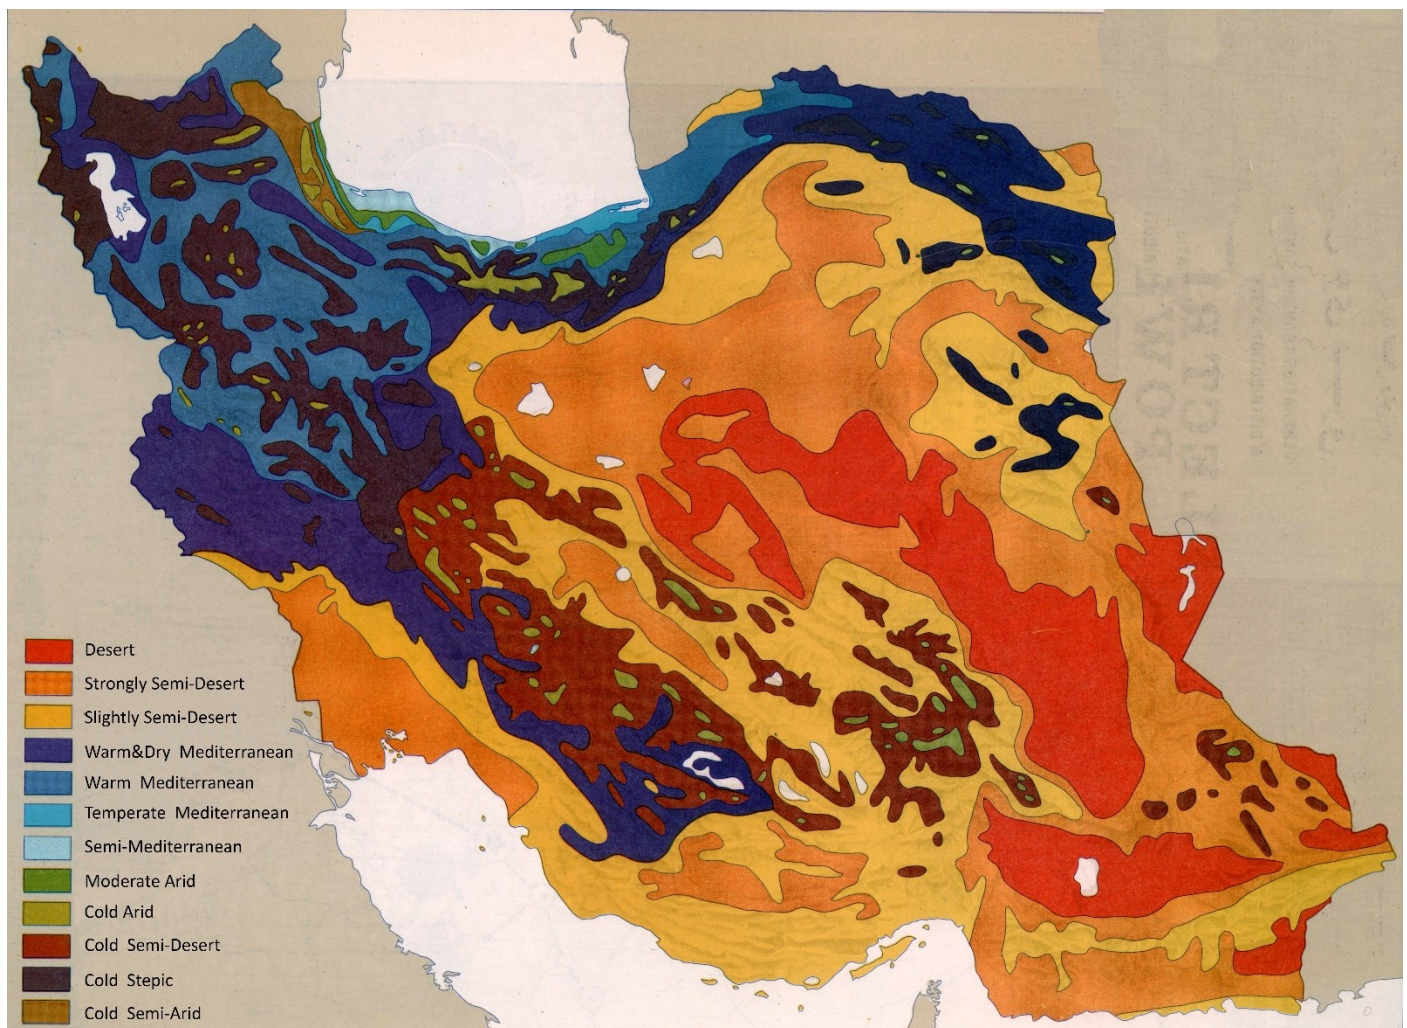 Desert
Strongly Semi-Desert
Slightly Semi-Desert
Warm&Dry Mediterranean
Warm Mediterranean
Temperate Mediterranean
Semi-Mediterranean
Moderate Arid
Cold Arid
Cold Semi-Desert
Cold Stepic
Cold Semi-Arid